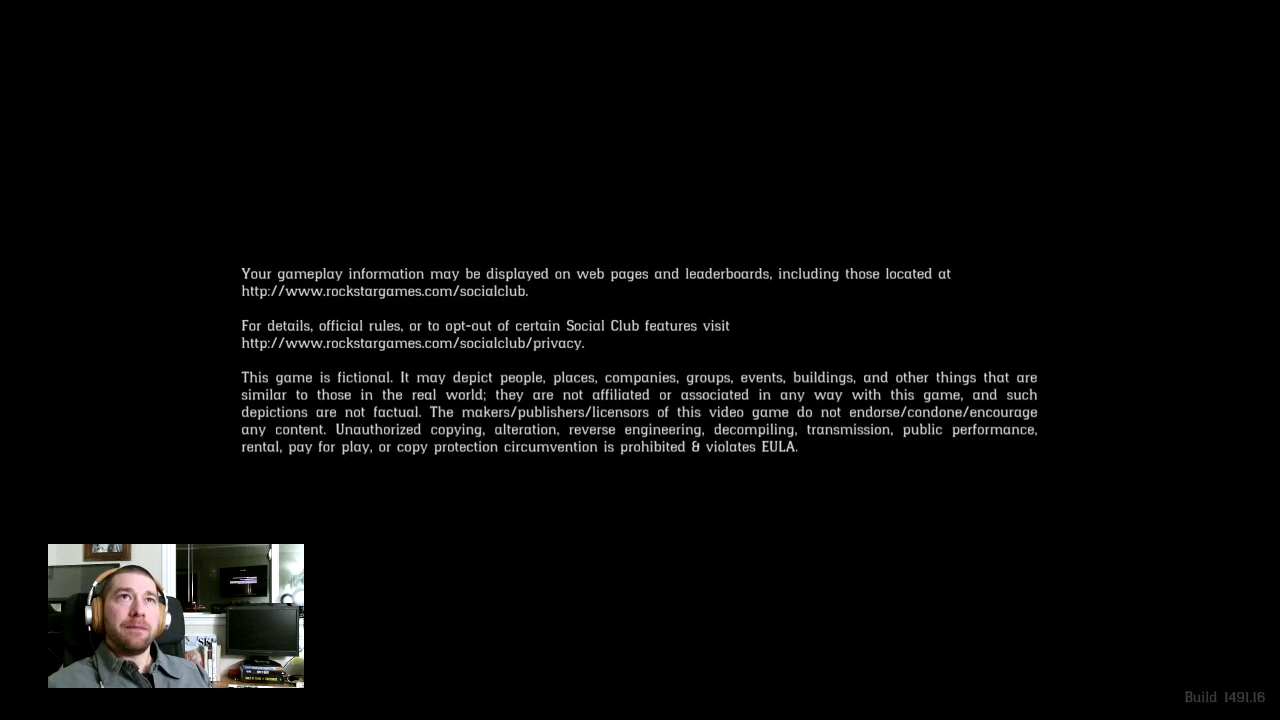 Your gameplay information may be displayed on web pages and leaderboards, including those located at
http://www.rockstargames.com/socialclub.
For details, official rules, or to opt-out of certain Social Club features visit
http://www.rockstargames.com/socialclub/privacy.
This game is fictional. It may depict people, places, companies, groups, events, buildings, and other things that are
similar to those in the real world; they are not affiliated or associated in any way with this game, and such
depictions are not factual. The makers/publishers/licensors of this video game do not endorse/condone/encourage
any content. Unauthorized copying, alteration, reverse engineering, decompiling, transmission, public performance,
rental, pay for play, or copy protection circumvention is prohibited & violates EULA.
Build 1491.16